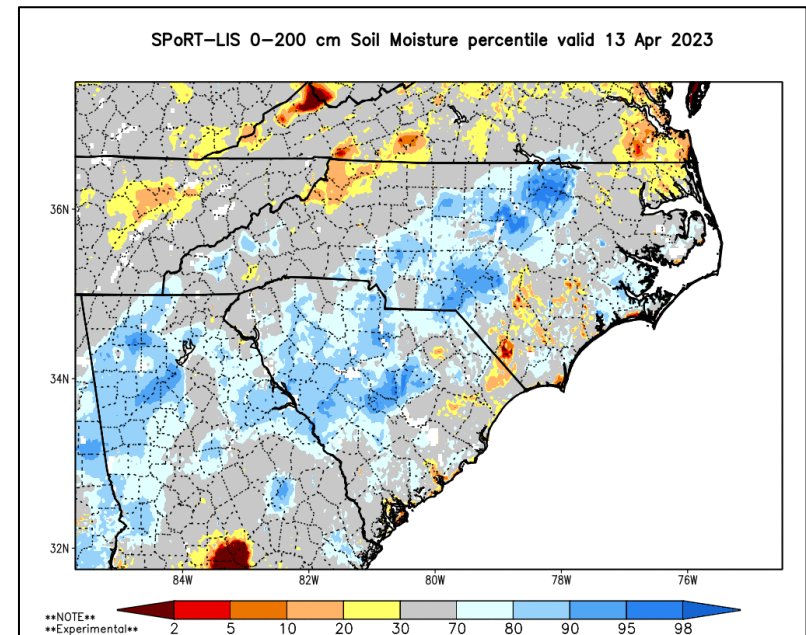 SPoRT-LIS 0-200 cm Soil Moisture percentile valid 13 Apr 2023
36N
34N
32N
84W 82W 80W 78W 76W
**NOTE**
**Experimental**
2 5 10 20 30 70 80 90 95 98